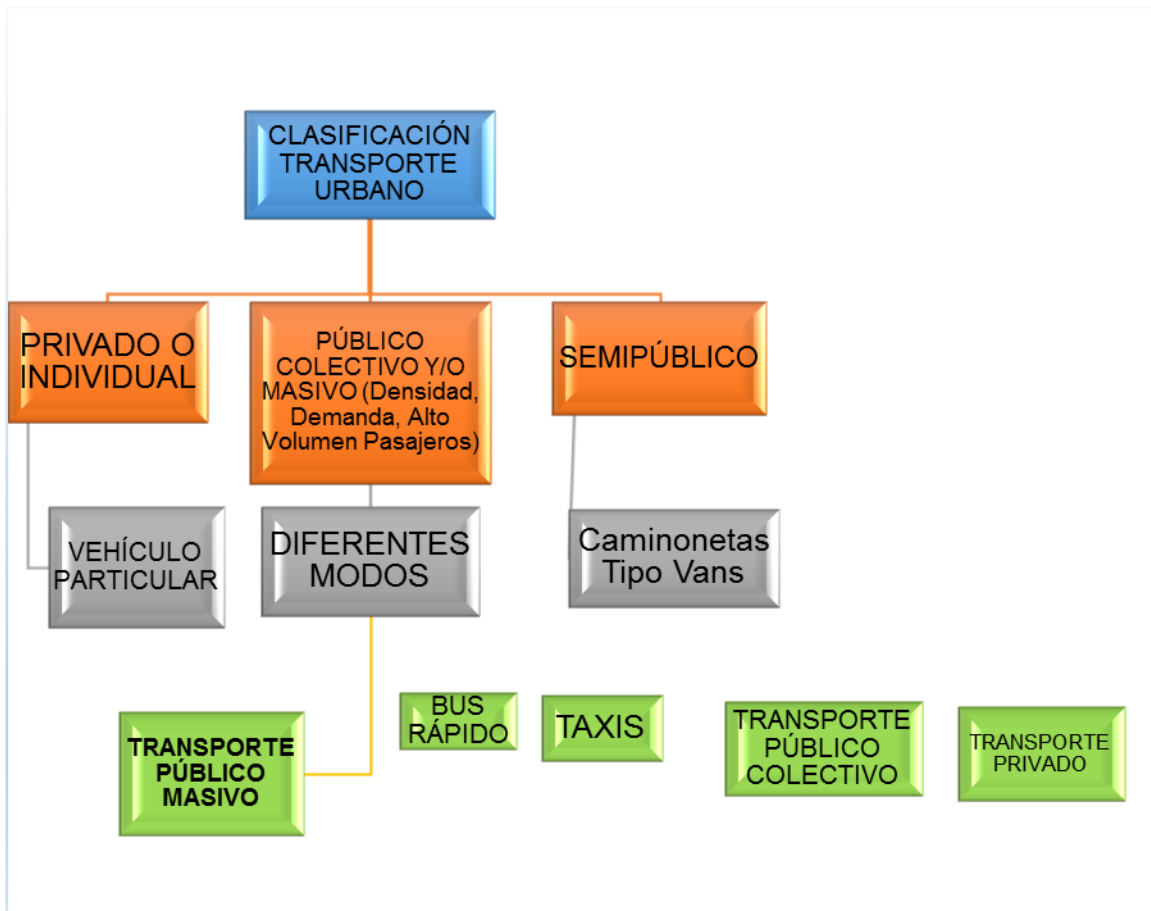 CLASIFICACIÓN
TRANSPORTE
URBANO
PRIVADO O
INDIVIDUAL
PÚBLICO
COLECTIVO Y/O
MASIVO (Densidad,
Demanda, Alto
Volumen Pasajeros)
SEMIPÚBLICO
VEHÍCULO
PARTICULAR
DIFERENTES
MODOS
Caminonetas
Tipo Vans
TRANSPORTE
PÚBLICO
MASIVO
BUS
RÁPIDO
TAXIS
TRANSPORTE
PÚBLICO
COLECTIVO
TRANSPORTE
PRIVADO